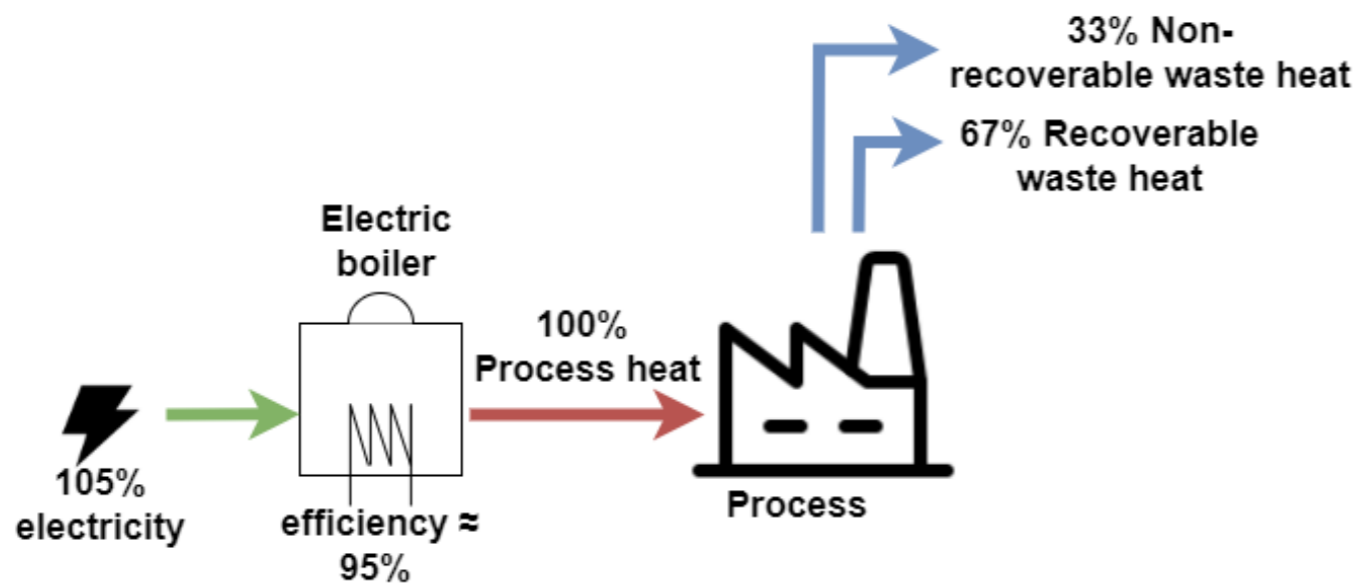 33% Non-
recoverable waste heat
67% Recoverable
waste heat
Electric
boiler
100%
Process heat
105%
electricity
efficiency ≈
95%
Process